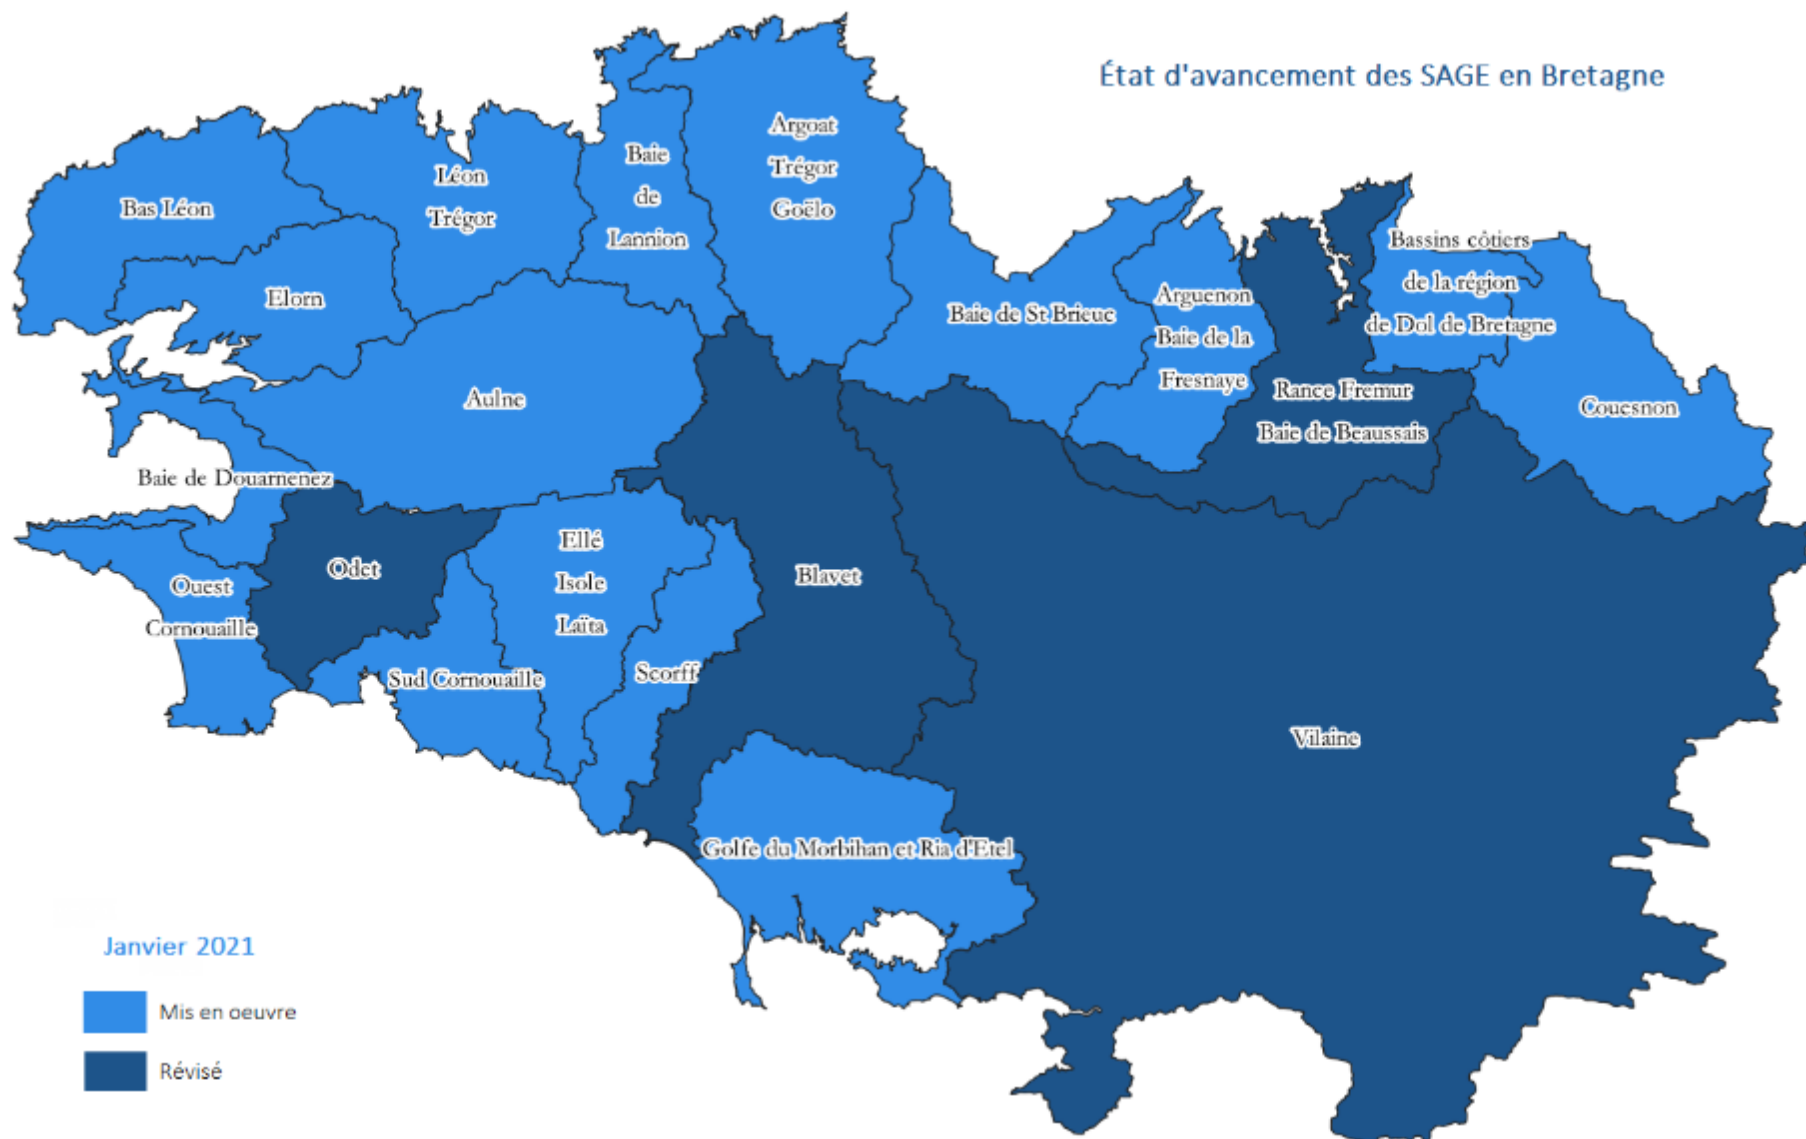 État d'avancement des SAGE en Bretagne
Argoat
Trégor
Goëlo
Baie
de
Lannion
Léon
Trégor
Bas Léon
Elorn
Bassins côtiers
de la région
de Dol de Bretagne
Baie de St Brieuc
Arguenon
Baie de la
Fresnaye
Rance Fremur
Baie de Beaussais
Couesnon
Aulne
Baie de Douarnenez
Odet
Ouest
Cornouaille
Ellé
Isole
Laïta
Blavet
Sud Cornouaille
Scorff
Vilaine
Golfe du Morbihan et Ria d'Etel
Janvier 2021
Mis en oeuvre
Révisé